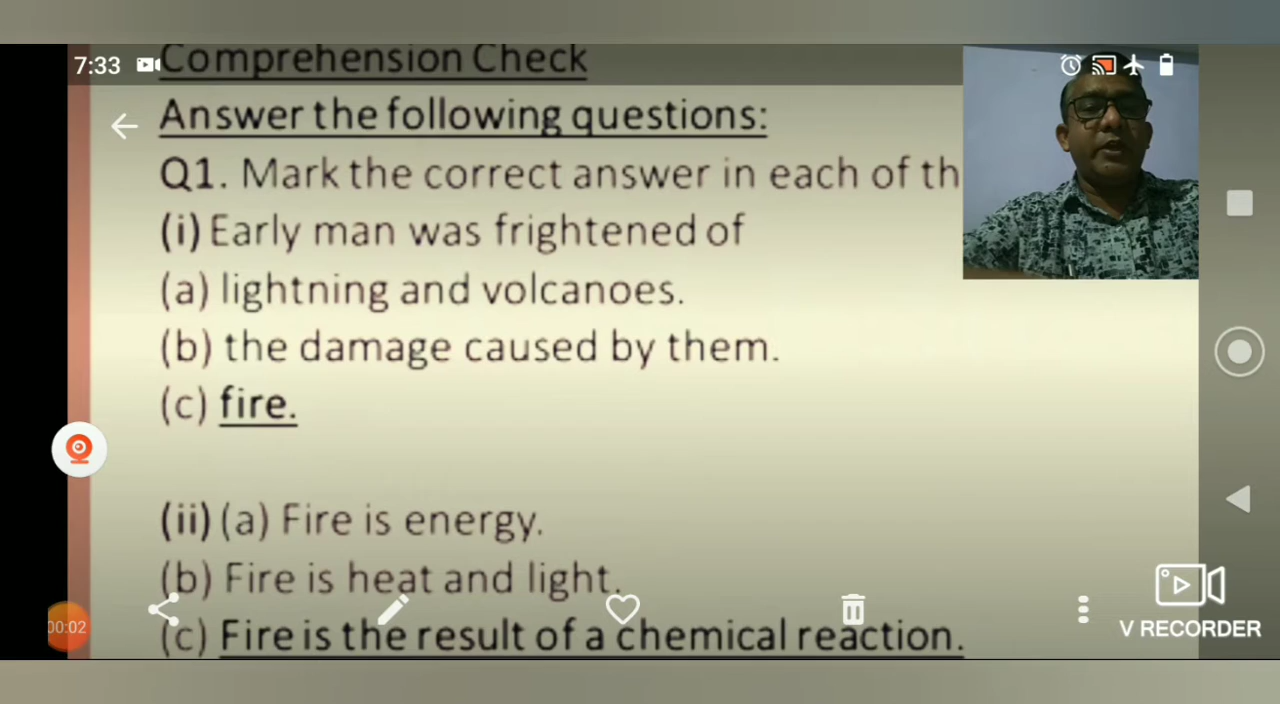 7:33
Comprehension Check
Answer the following questions:
Q1. Mark the correct answer in each of th
(i) Early man was frightened of
(a) lightning and volcanoes.
(b) the damage caused by them.
(c) fire.
(ii) (a) Fire is energy.
(b) Fire is heat and light.
(c) Fire is the result of a chemical reaction.
00:02
V RECORDER